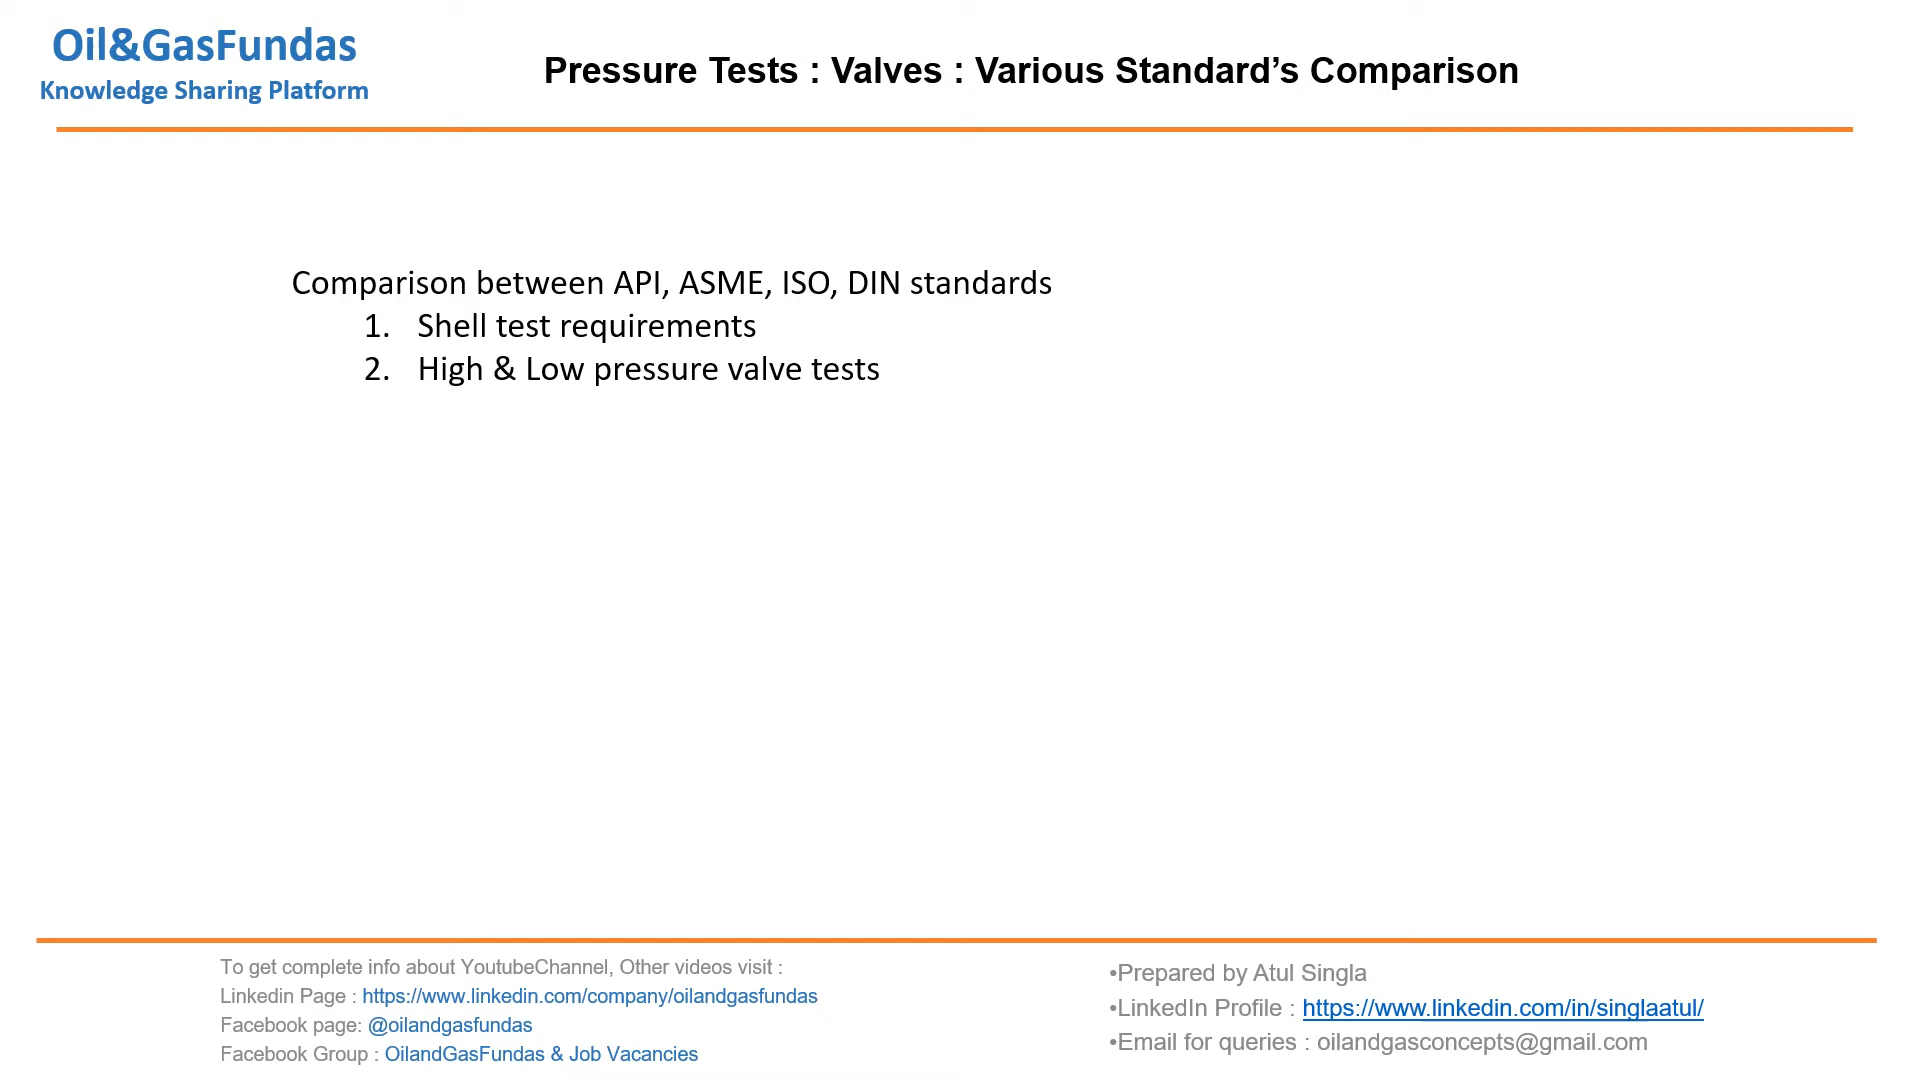 Oil&GasFundas
Knowledge Sharing Platform
Pressure Tests : Valves : Various Standard’s Comparison
Comparison between API, ASME, ISO, DIN standards
1. Shell test requirements
2. High & Low pressure valve tests
To get complete info about YoutubeChannel, Other videos visit :
Linkedin Page : https://www.linkedin.com/company/oilandgasfundas
Facebook page: @oilandgasfundas
Facebook Group : OilandGasFundas & Job Vacancies
•Prepared by Atul Singla
•LinkedIn Profile : https://www.linkedin.com/in/singlaatul/
•Email for queries : oilandgasconcepts@gmail.com